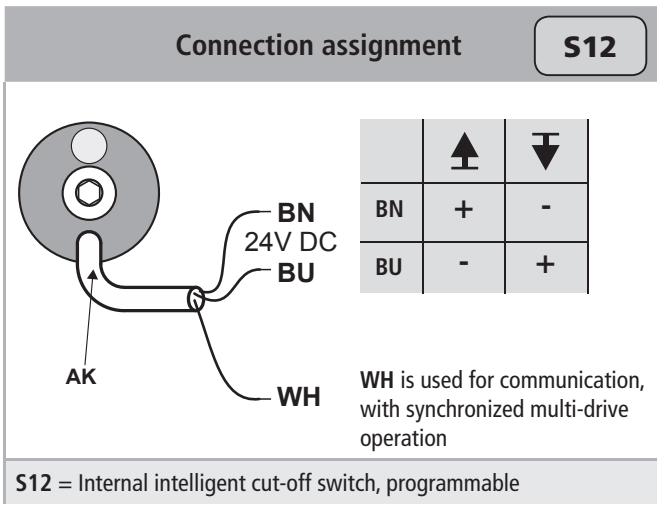 Connection assignment
S12
BN
24V DC
BU
AK
WH
BN + -
BU - +
WH is used for communication,
with synchronized multi-drive
operation
S12 = Internal intelligent cut-off switch, programmable